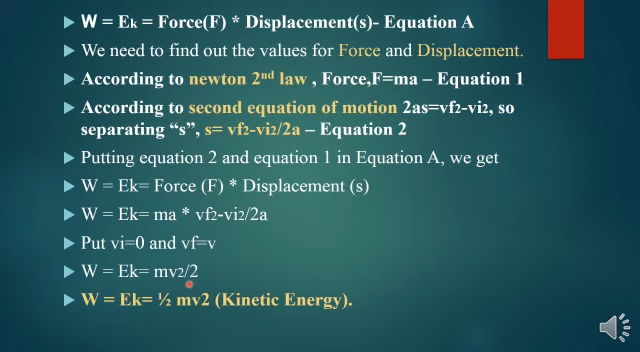 W = Ek = Force(F) * Displacement(s)- Equation A
We need to find out the values for Force and Displacement.
According to newton 2nd law , Force,F=ma – Equation 1
According to second equation of motion 2as=vf2-vi2, so
separating “s”, s= vf2-vi2/2a – Equation 2
Putting equation 2 and equation 1 in Equation A, we get
W = Ek= Force (F) * Displacement (s)
W = Ek= ma * vf2-vi2/2a
Put vi=0 and vf=v
W = Ek= mv2/2
W = Ek= ½ mv2 (Kinetic Energy).